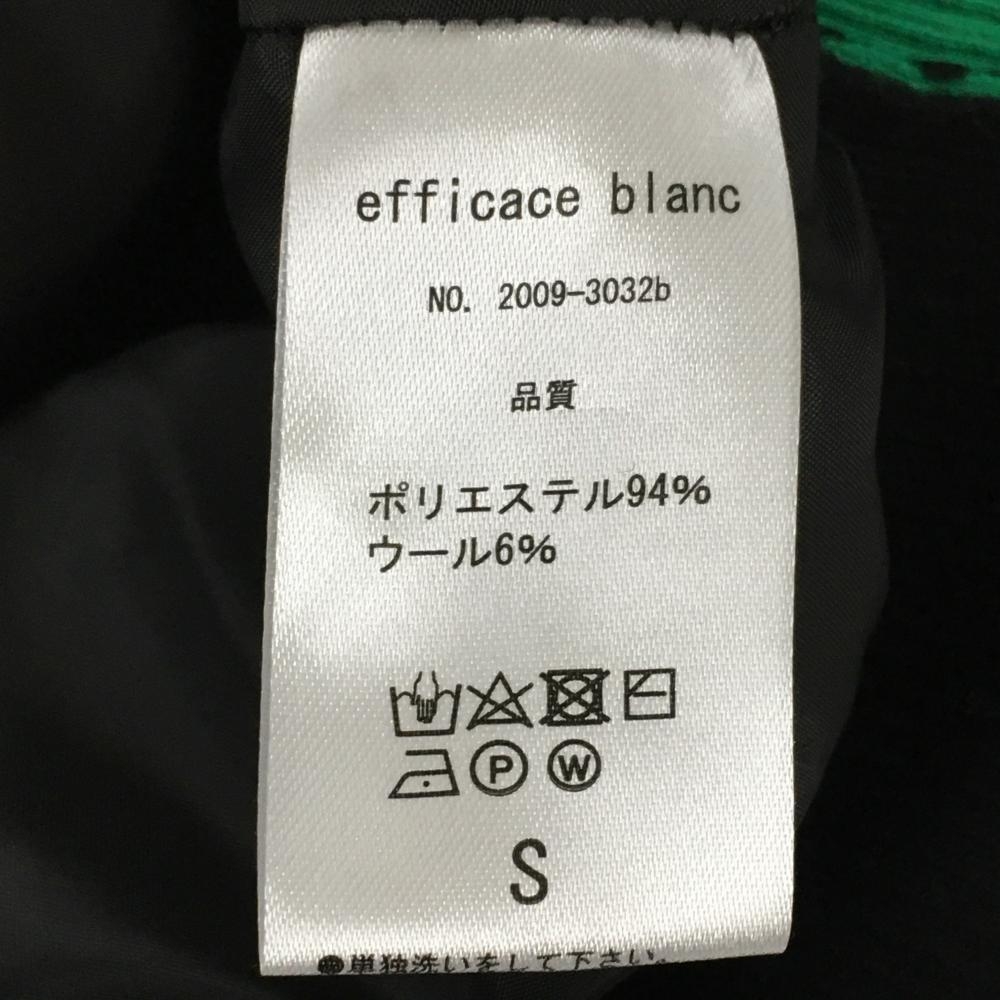 efficace blanc
NO. 2009-3032b
品質
ポリエステル94%
ウール6%
P W
S
●単独洗いをして下さい。